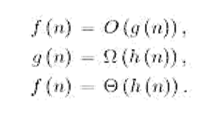 f (n) = O (g (n)),
g (n) = Ω (h (n)),
f (n) = Θ (h (n)).